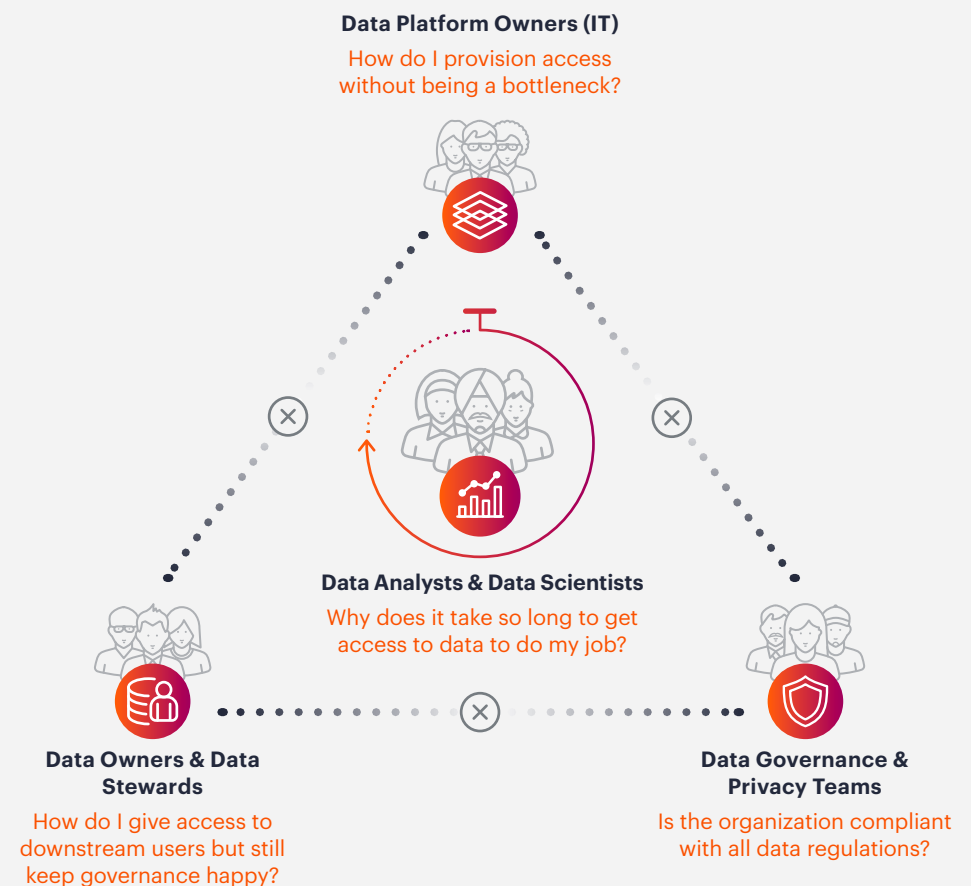 Data Platform Owners (IT)
How do I provision access
without being a bottleneck?
Data Analysts & Data Scientists
Why does it take so long to get
access to data to do my job?
Data Owners & Data
Stewards
How do I give access to
downstream users but still
keep governance happy?
Data Governance &
Privacy Teams
Is the organization compliant
with all data regulations?